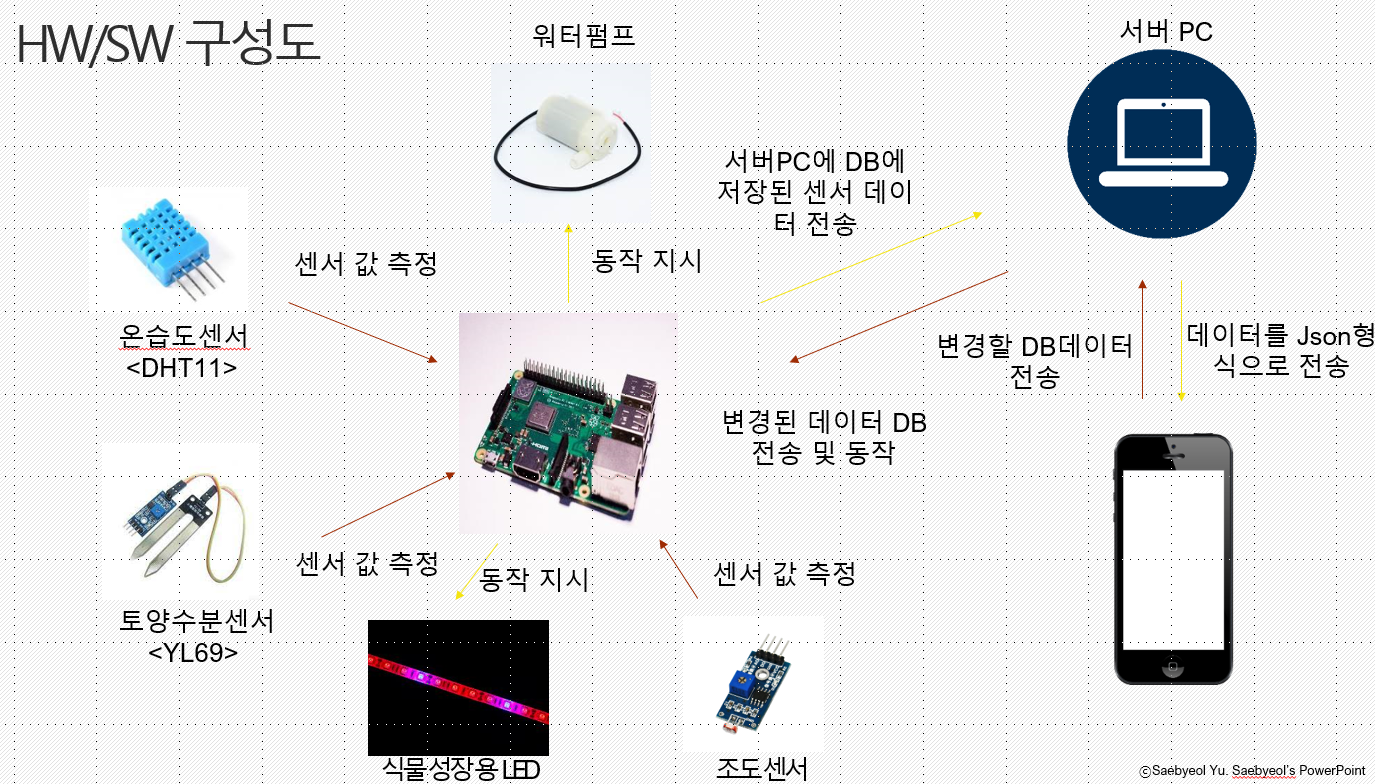 HW/SW 구성도
워터펌프
서버 PC
서버PC에 DB에
저장된 센서 데이
터 전송
센서 값 측정
동작 지시
온습도센서
<DHT11>
변경할 DB데이터
전송
데이터를 Json형
식으로 전송
변경된 데이터 DB
전송 및 동작
센서 값 측정
동작 지시
센서 값 측정
토양수분센서
<YL69>
식물성장용 LED
조도센서
ⓒSaebyeol Yu. Saebyeol's PowerPoint